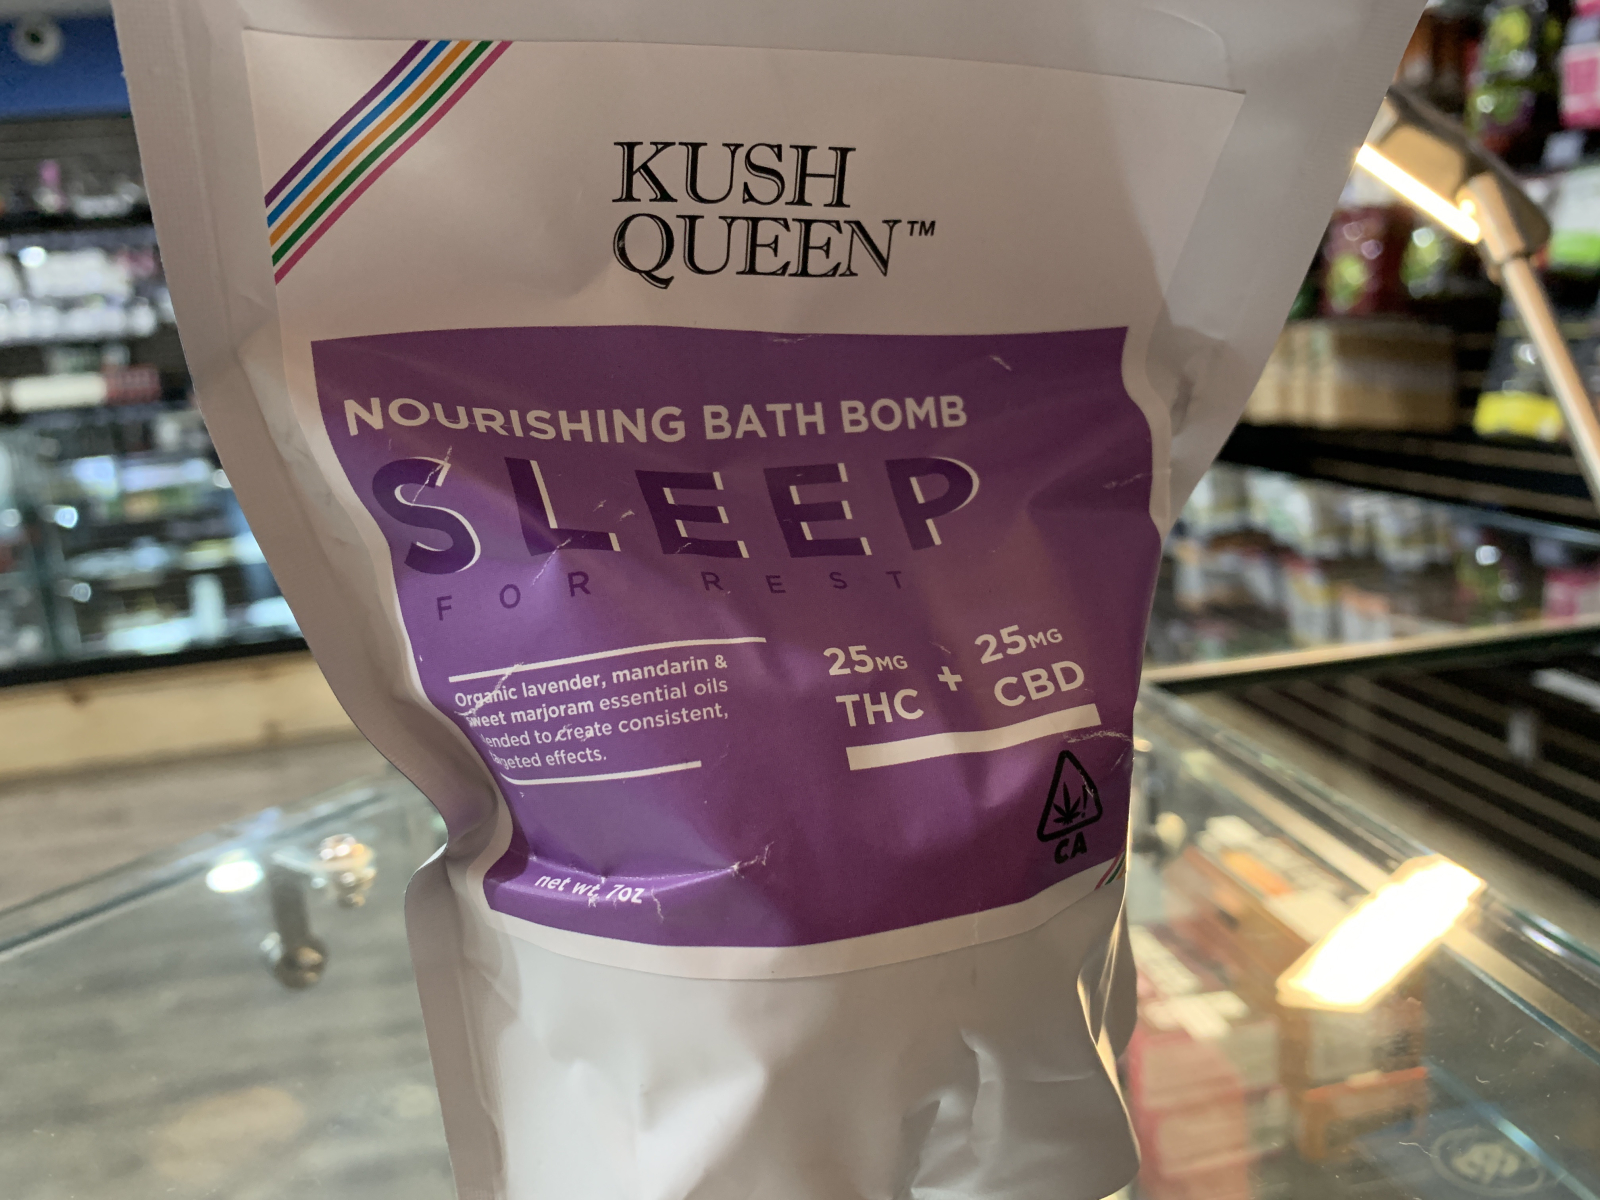 KUSH
QUEEN™
NOURISHING BATH BOMB
SLEEP
FOR REST
Organic lavender, mandarin &
sweet marjoram essential oils
ended to create consistent,
targeted effects.
25MG THC + 25MG CBD
CA
net wt. 7oz